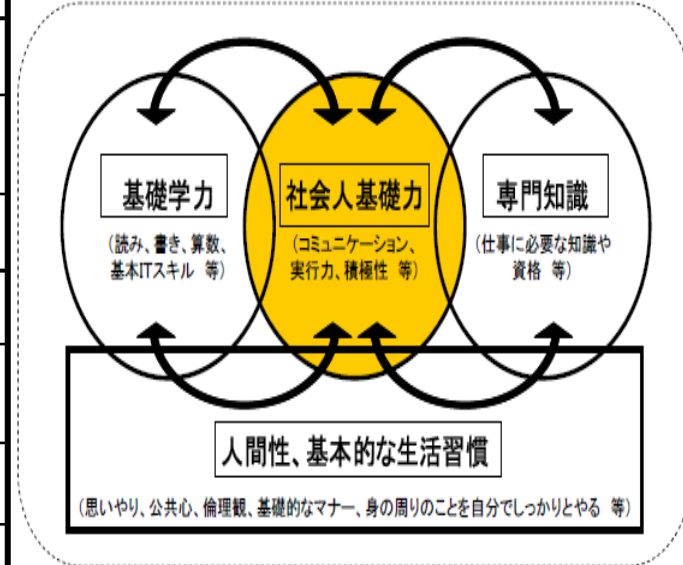 基礎学力
(読み、書き、算数、
基本ITスキル 等)
社会人基礎力
(コミュニケーション、
実行力、積極性 等)
専門知識
(仕事に必要な知識や
資格 等)
人間性、基本的な生活習慣
(思いやり、公共心、倫理観、基礎的なマナー、身の周りのことを自分でしっかりとやる 等)